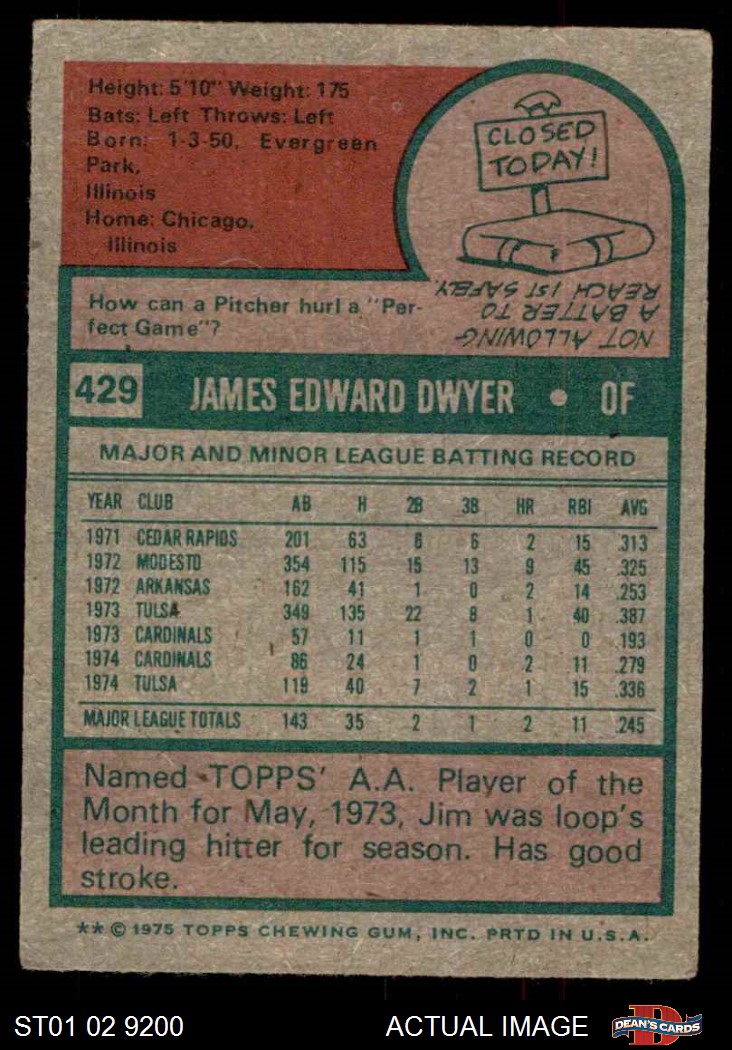 Height: 5'10" Weight: 175
Bats: Left Throws: Left
Born: 1-3-50, Evergreen
Park,
Illinois
Home: Chicago,
Illinois
CLOSED
TODAY!
How can a Pitcher hurl a "Per-
fect Game"?
NOT ALLOWING
A BATTER TO
REACH 1ST SAFELY.
429 JAMES EDWARD DWYER • OF
MAJOR AND MINOR LEAGUE BATTING RECORD
YEAR CLUB AB H 2B 3B HR RBI AVG
1971 CEDAR RAPIDS 201 63 6 6 2 15 .313
1972 MODESTO 354 115 15 13 9 45 .325
1972 ARKANSAS 162 41 1 0 2 14 .253
1973 TULSA 349 135 22 8 1 40 .387
1973 CARDINALS 57 11 1 1 0 0 .193
1974 CARDINALS 86 24 1 0 2 11 .279
1974 TULSA 119 40 7 2 1 15 .336
MAJOR LEAGUE TOTALS 143 35 2 1 2 11 .245
Named TOPPS' A.A. Player of the
Month for May, 1973, Jim was loop's
leading hitter for season. Has good
stroke.
** © 1975 TOPPS CHEWING GUM, INC. PRTD IN U.S.A.
ST01 02 9200 ACTUAL IMAGE
D
DEAN'S CARDS